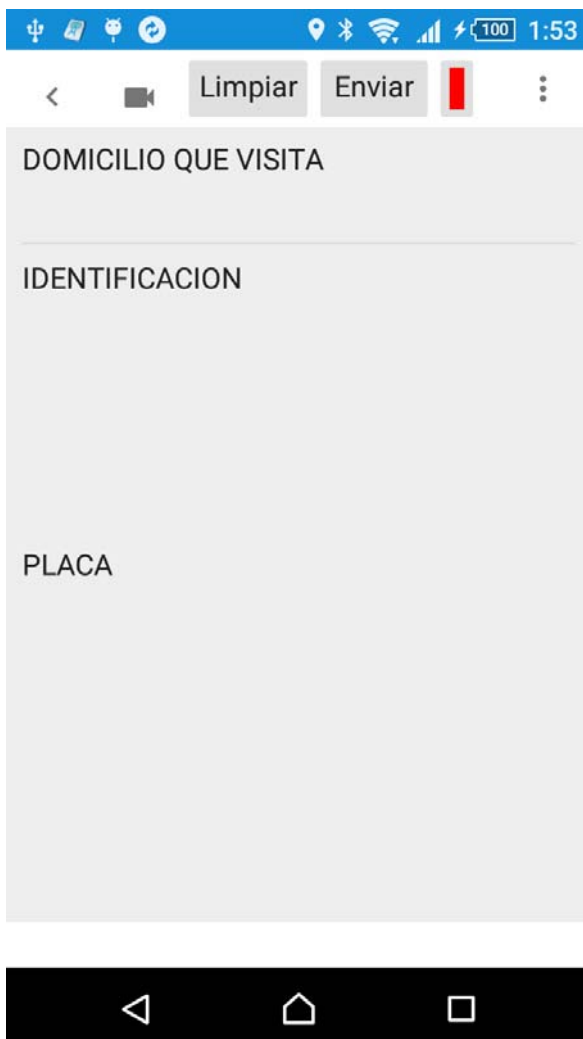 100 1:53
Limpiar Enviar
DOMICILIO QUE VISITA
IDENTIFICACION
PLACA